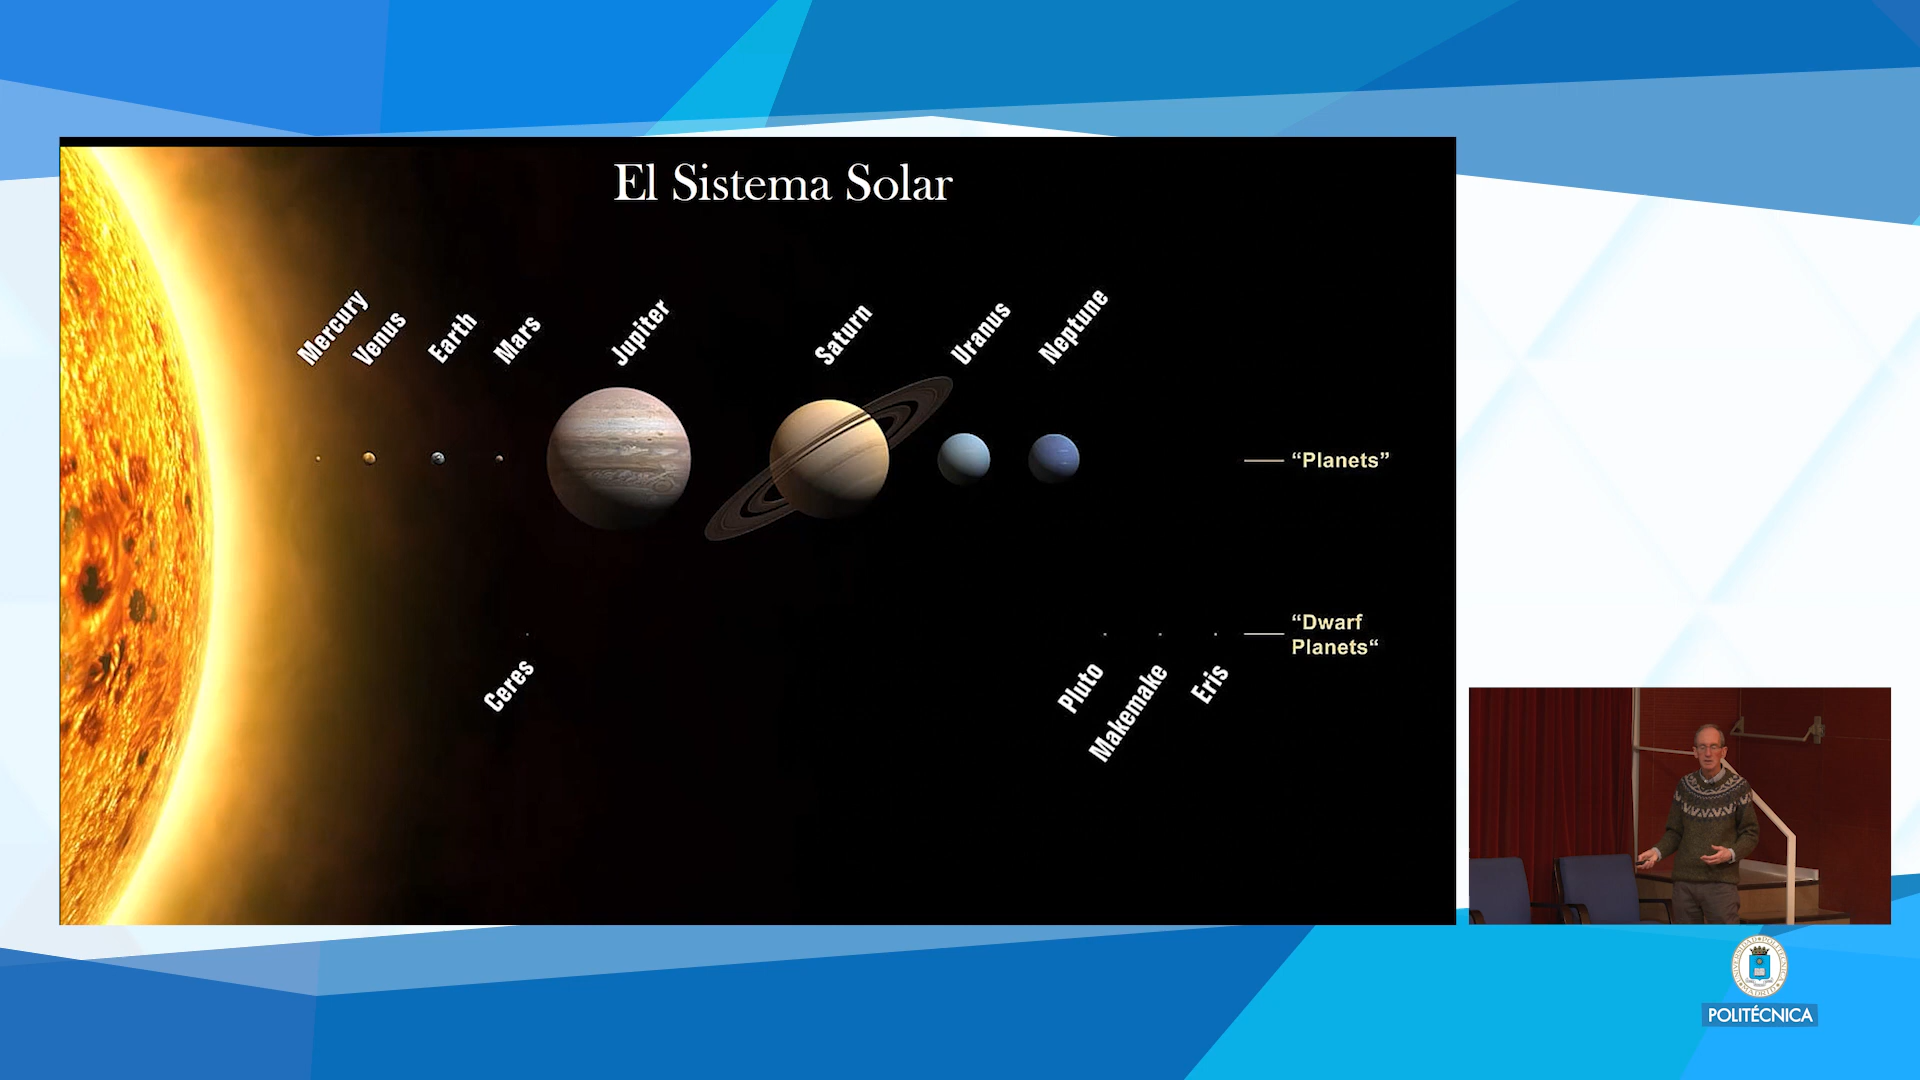 El Sistema Solar
Mercury
Venus
Earth
Mars
Jupiter
Saturn
Uranus
Neptune
“Planets”
“Dwarf
Planets“
Ceres
Pluto
Makemake
Eris
POLITÉCNICA